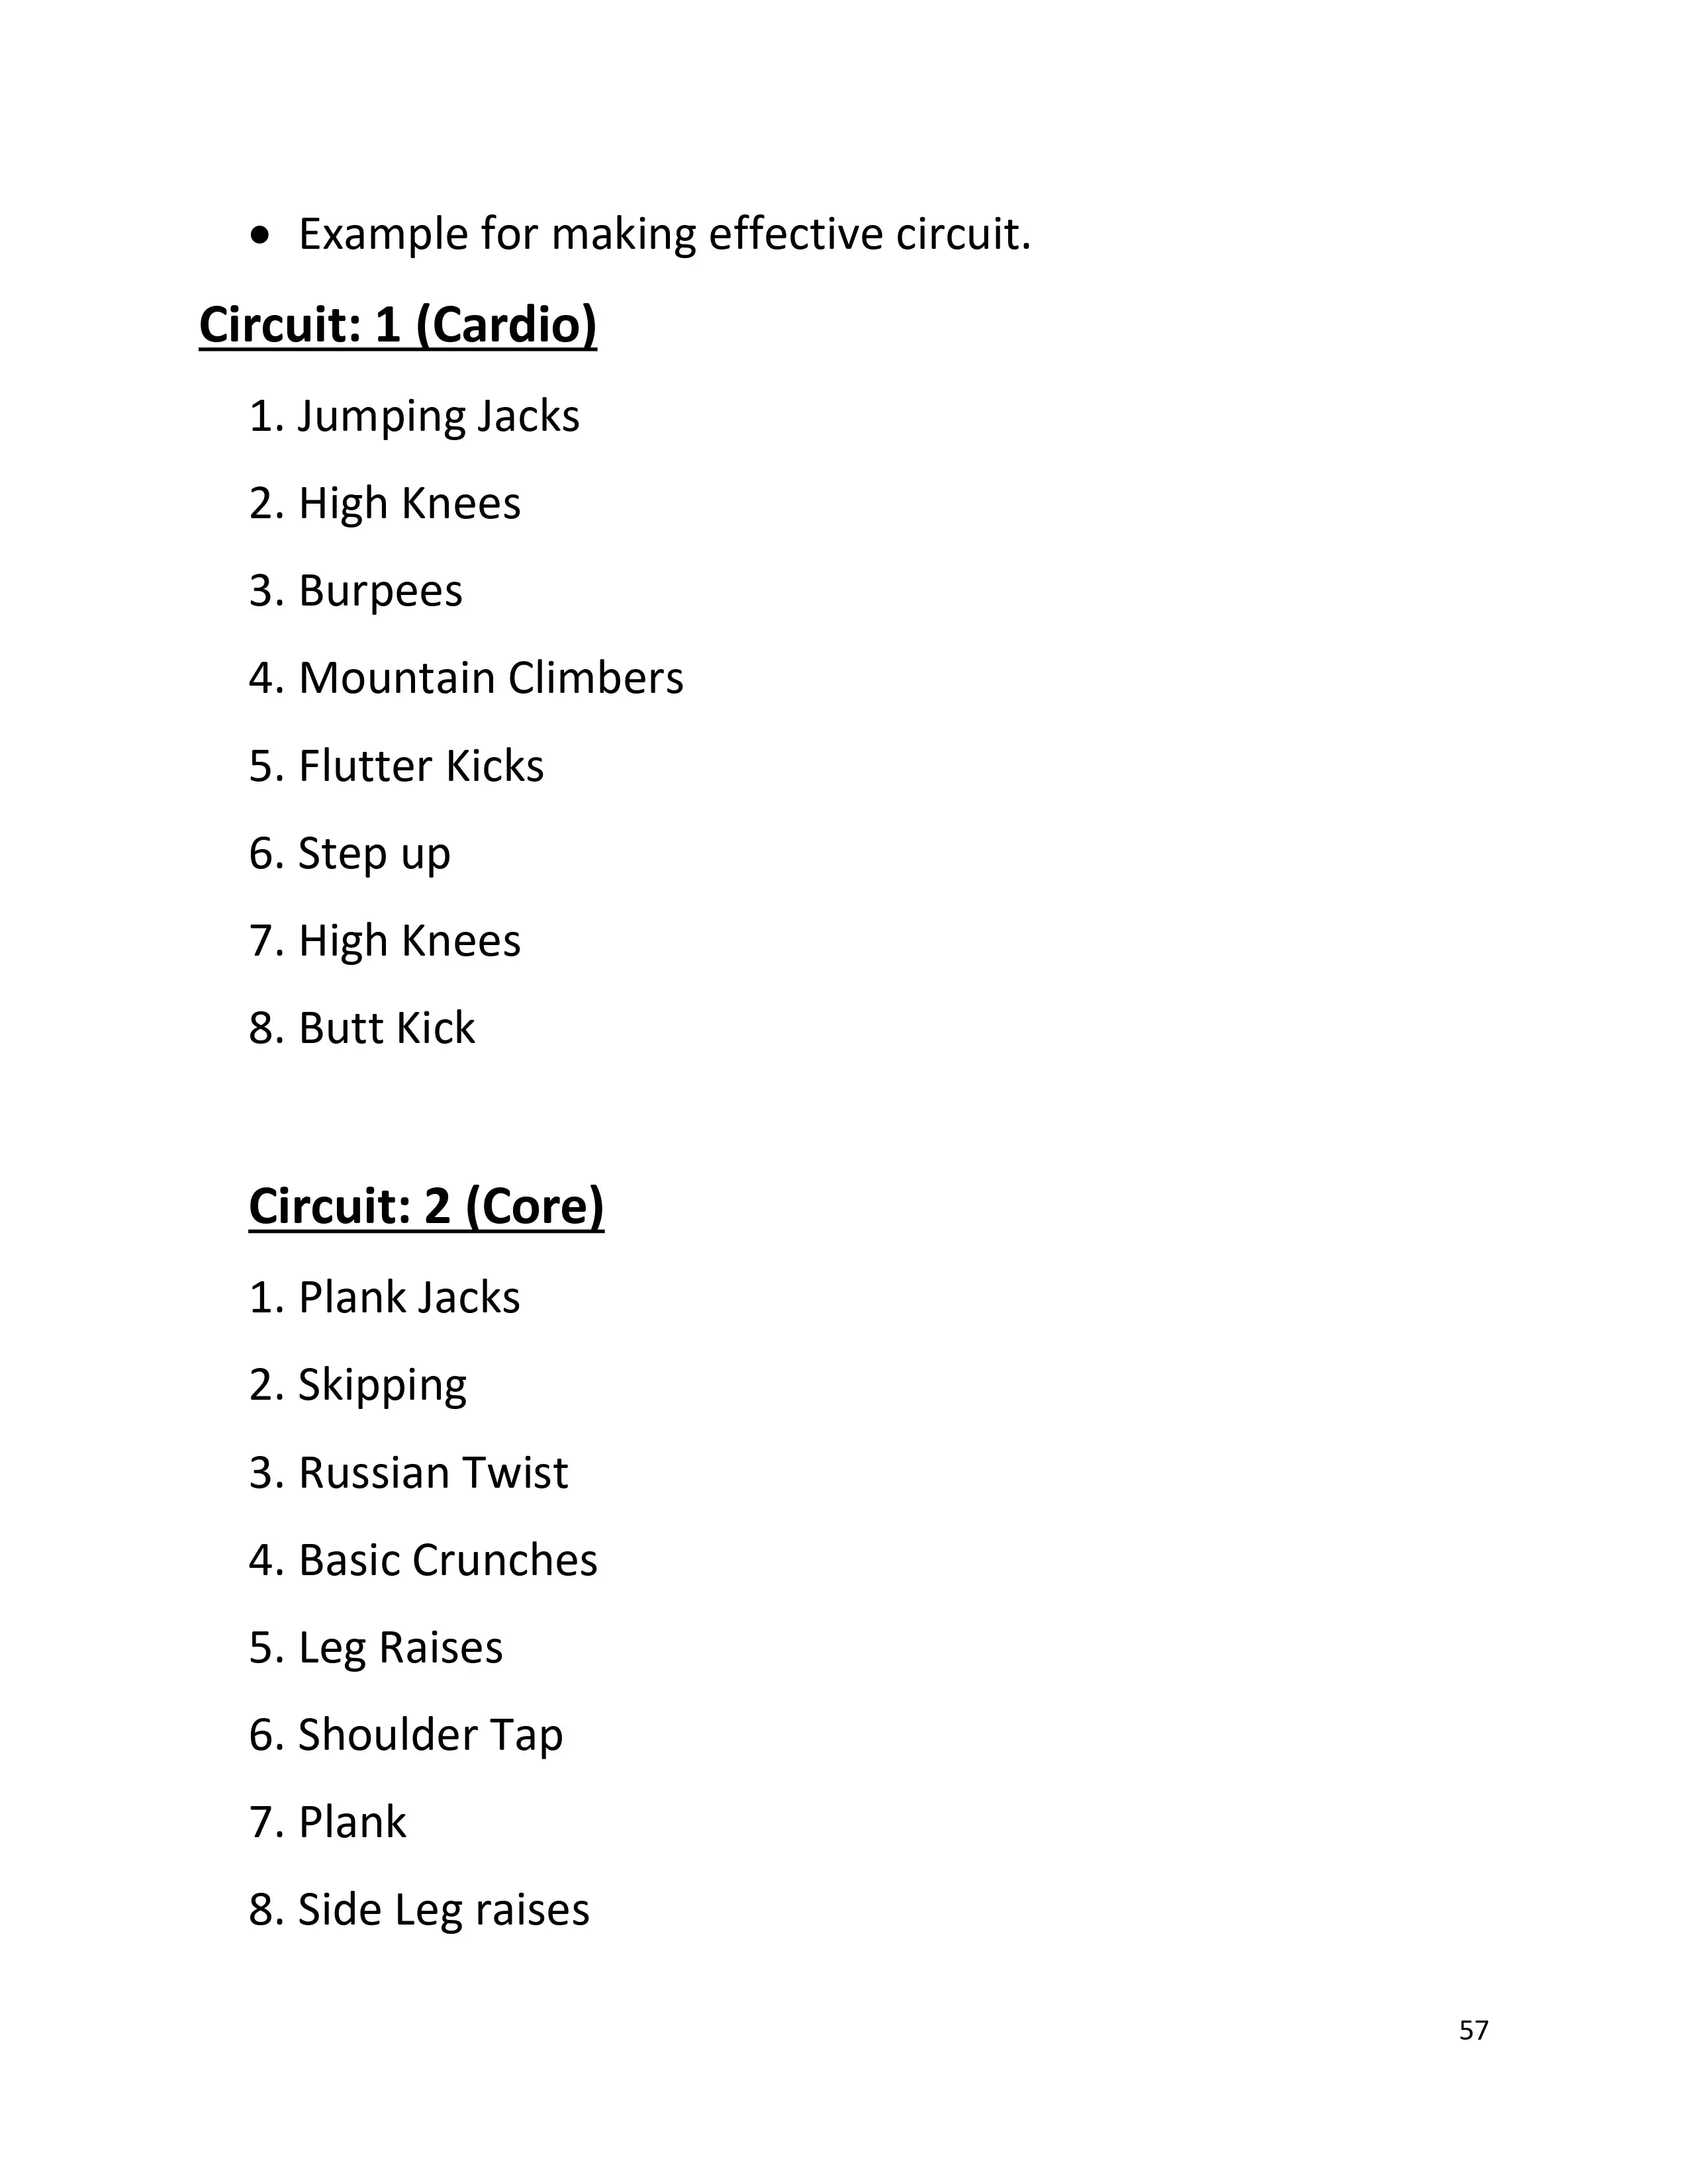 • Example for making effective circuit.
Circuit: 1 (Cardio)
1. Jumping Jacks
2. High Knees
3. Burpees
4. Mountain Climbers
5. Flutter Kicks
6. Step up
7. High Knees
8. Butt Kick
Circuit: 2 (Core)
1. Plank Jacks
2. Skipping
3. Russian Twist
4. Basic Crunches
5. Leg Raises
6. Shoulder Tap
7. Plank
8. Side Leg raises
57